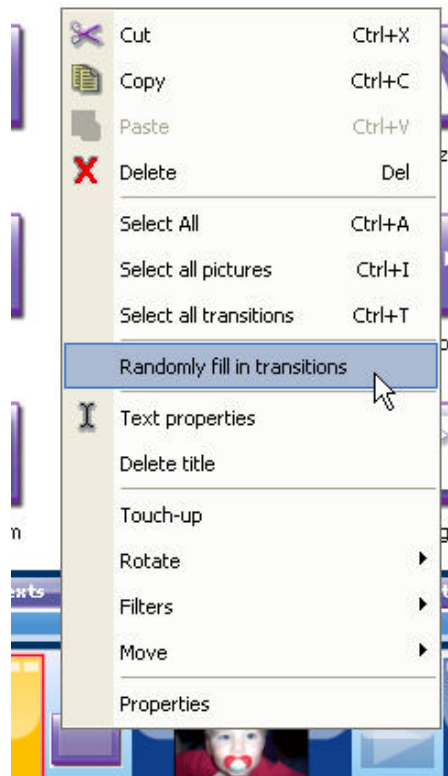 Cut Ctrl+X
Copy Ctrl+C
Paste Ctrl+V
Delete Del
Select All Ctrl+A
Select all pictures Ctrl+I
Select all transitions Ctrl+T
Randomly fill in transitions
Text properties
Delete title
Touch-up
Rotate
Filters
Move
Properties